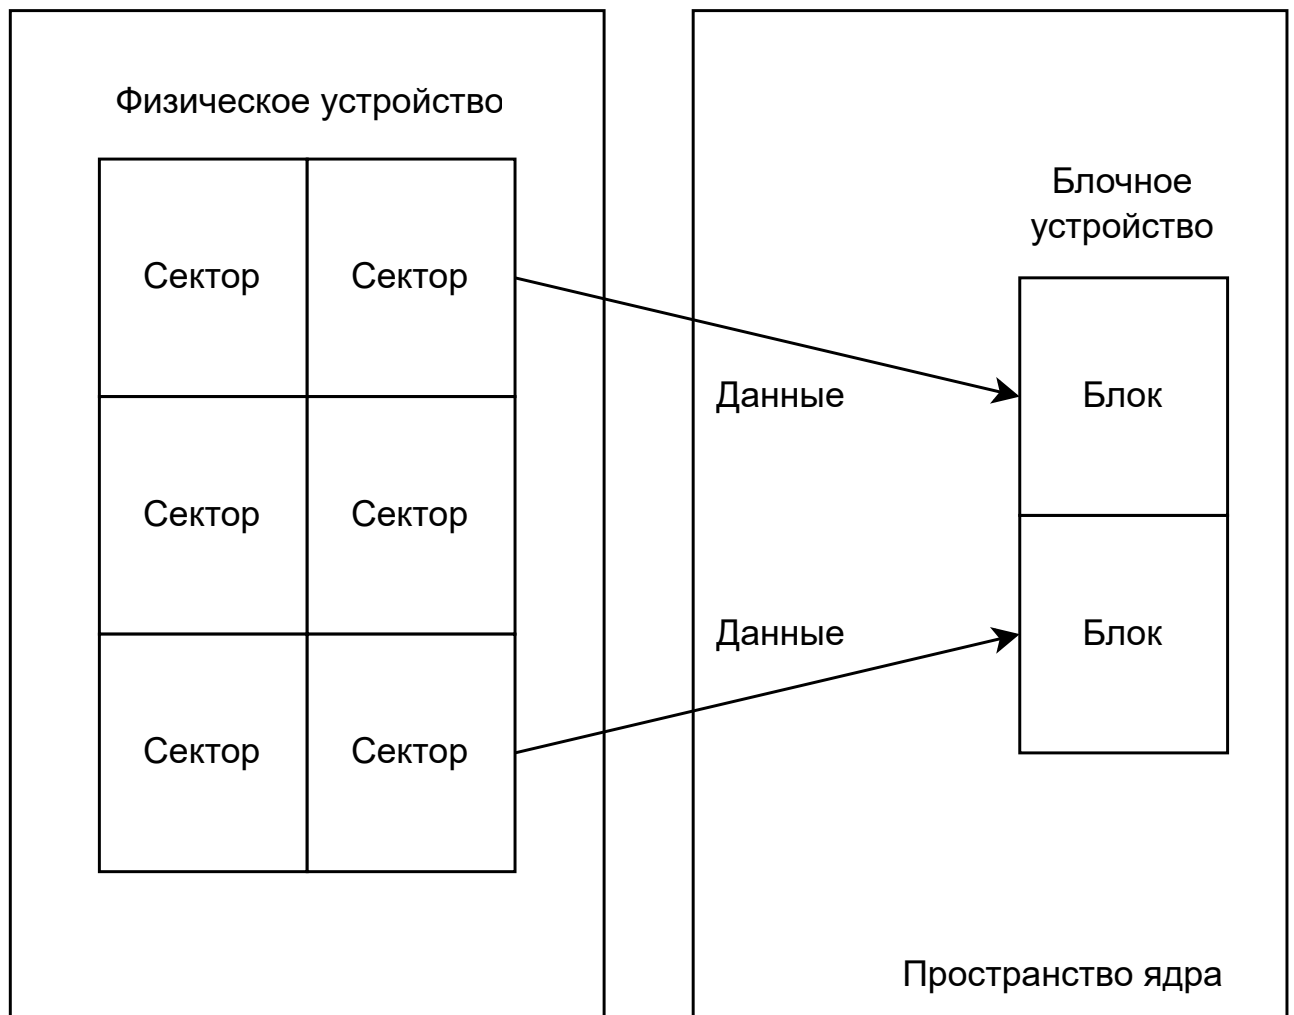 Физическое устройство
Блочное
устройство
Сектор
Сектор
Данные
Блок
Сектор
Сектор
Данные
Блок
Сектор
Сектор
Пространство ядра